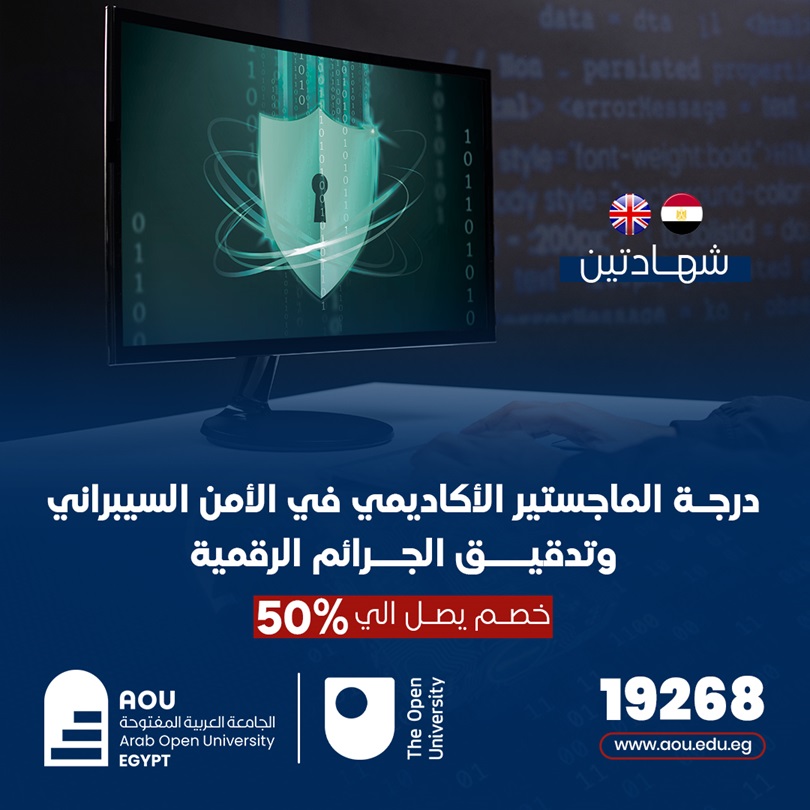 شهادتين
درجة الماجستير الأكاديمي في الأمن السيبراني
وتدقيق الجرائم الرقمية
خصم يصل الي 50%
AOU
الجامعة العربية المفتوحة
Arab Open University
EGYPT
The Open
University
19268
www.aou.edu.eg